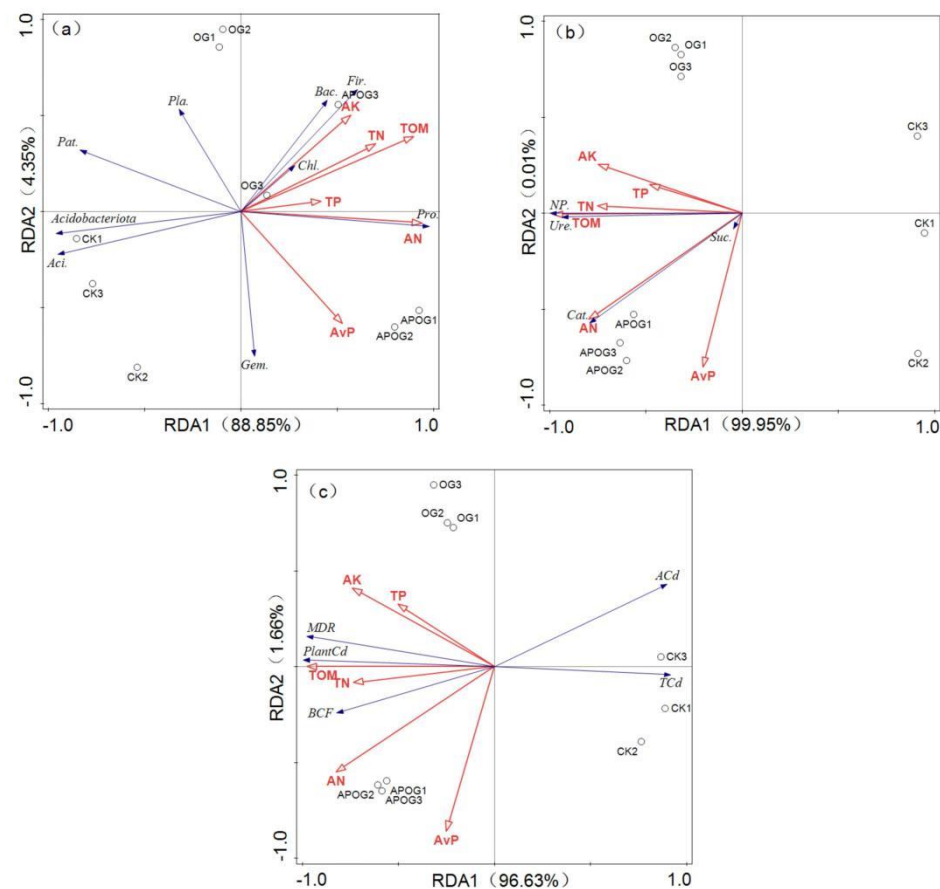 (a)
1.0
OG1
OG2
Fir.
Bac.
APOG3
AK
Pla.
TN
TOM
Pat.
Chl.
OG3
TP
Pro.
Acidobacteriota
AN
CK1
Aci.
CK3
AvP
APOG1
APOG2
CK2
Gem.
RDA2（4.35%）
-1.0
-1.0
RDA1（88.85%）
1.0
(b)
1.0
OG2
OG1
OG3
CK3
AK
TP
NP.
TN
Ure.
TOM
Suc.
CK1
Cat.
AN
APOG1
APOG3
APOG2
AvP
CK2
RDA2（0.01%）
-1.0
-1.0
RDA1（99.95%）
1.0
(c)
1.0
OG3
OG2
OG1
AK
TP
ACd
MDR
PlantCd
CK3
TOM
TN
TCd
BCF
CK1
CK2
AN
APOG1
APOG2
APOG3
AvP
RDA2（1.66%）
-1.0
-1.0
RDA1（96.63%）
1.0